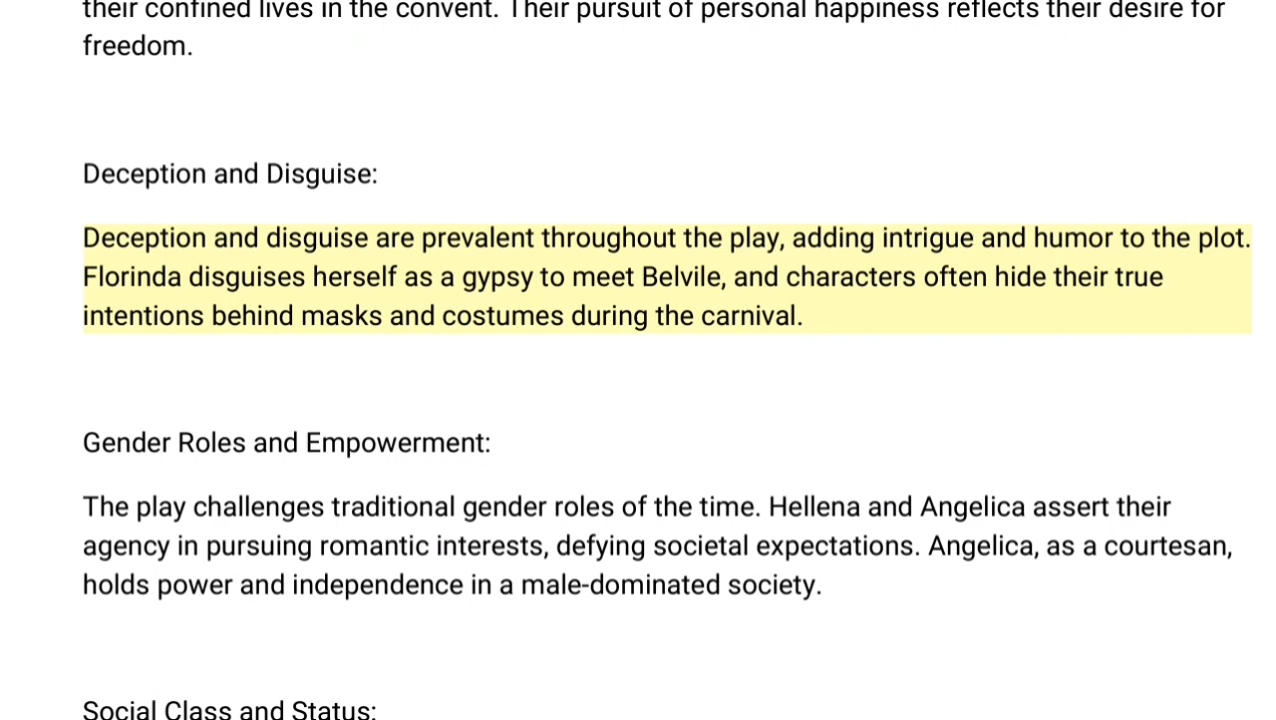 their confined lives in the convent. Their pursuit of personal happiness reflects their desire for
freedom.
Deception and Disguise:
Deception and disguise are prevalent throughout the play, adding intrigue and humor to the plot.
Florinda disguises herself as a gypsy to meet Belvile, and characters often hide their true
intentions behind masks and costumes during the carnival.
Gender Roles and Empowerment:
The play challenges traditional gender roles of the time. Hellena and Angelica assert their
agency in pursuing romantic interests, defying societal expectations. Angelica, as a courtesan,
holds power and independence in a male-dominated society.
Social Class and Status: